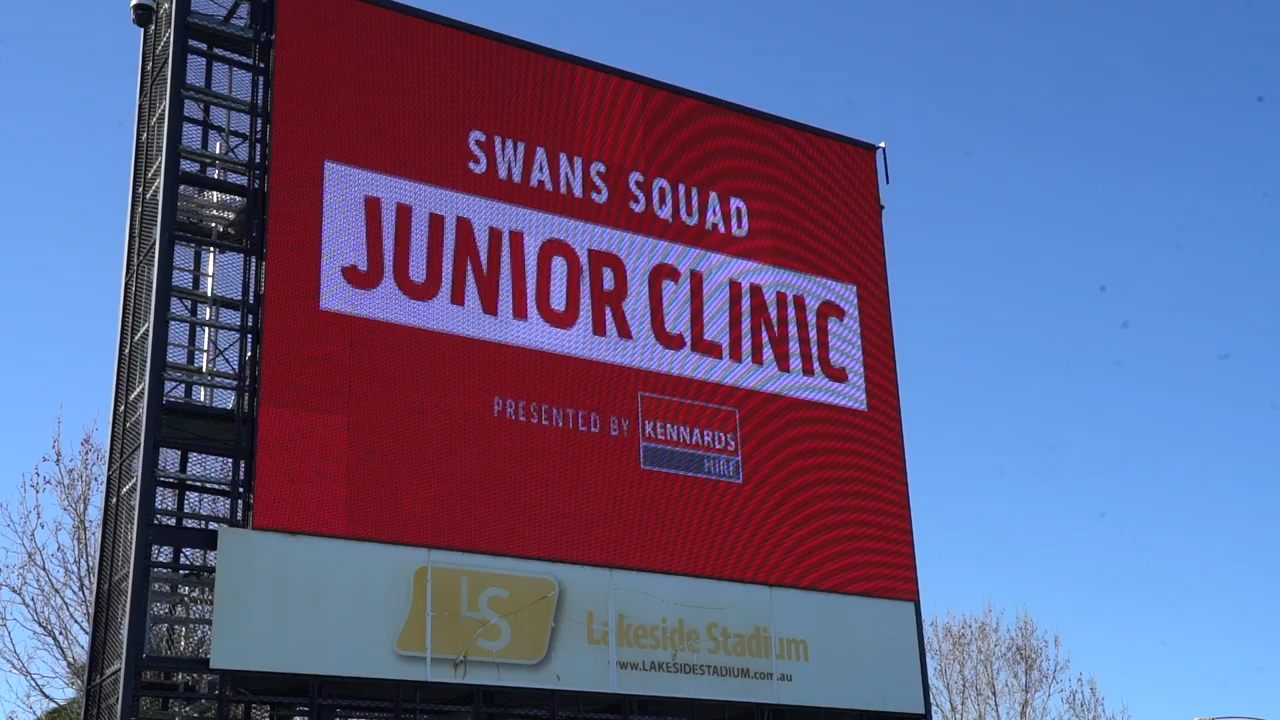 SWANS SQUAD
JUNIOR CLINIC
PRESENTED BY KENNARDS
HIRE
LS
Lakeside Stadium
www.LAKESIDESTADIUM.com.au